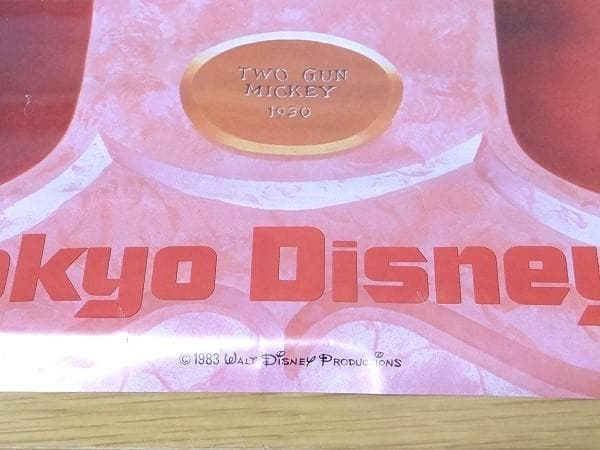 TWO GUN
MICKEY
1930
okyo Disney
© 1983 WALT DISNEY PRODUCTIONS